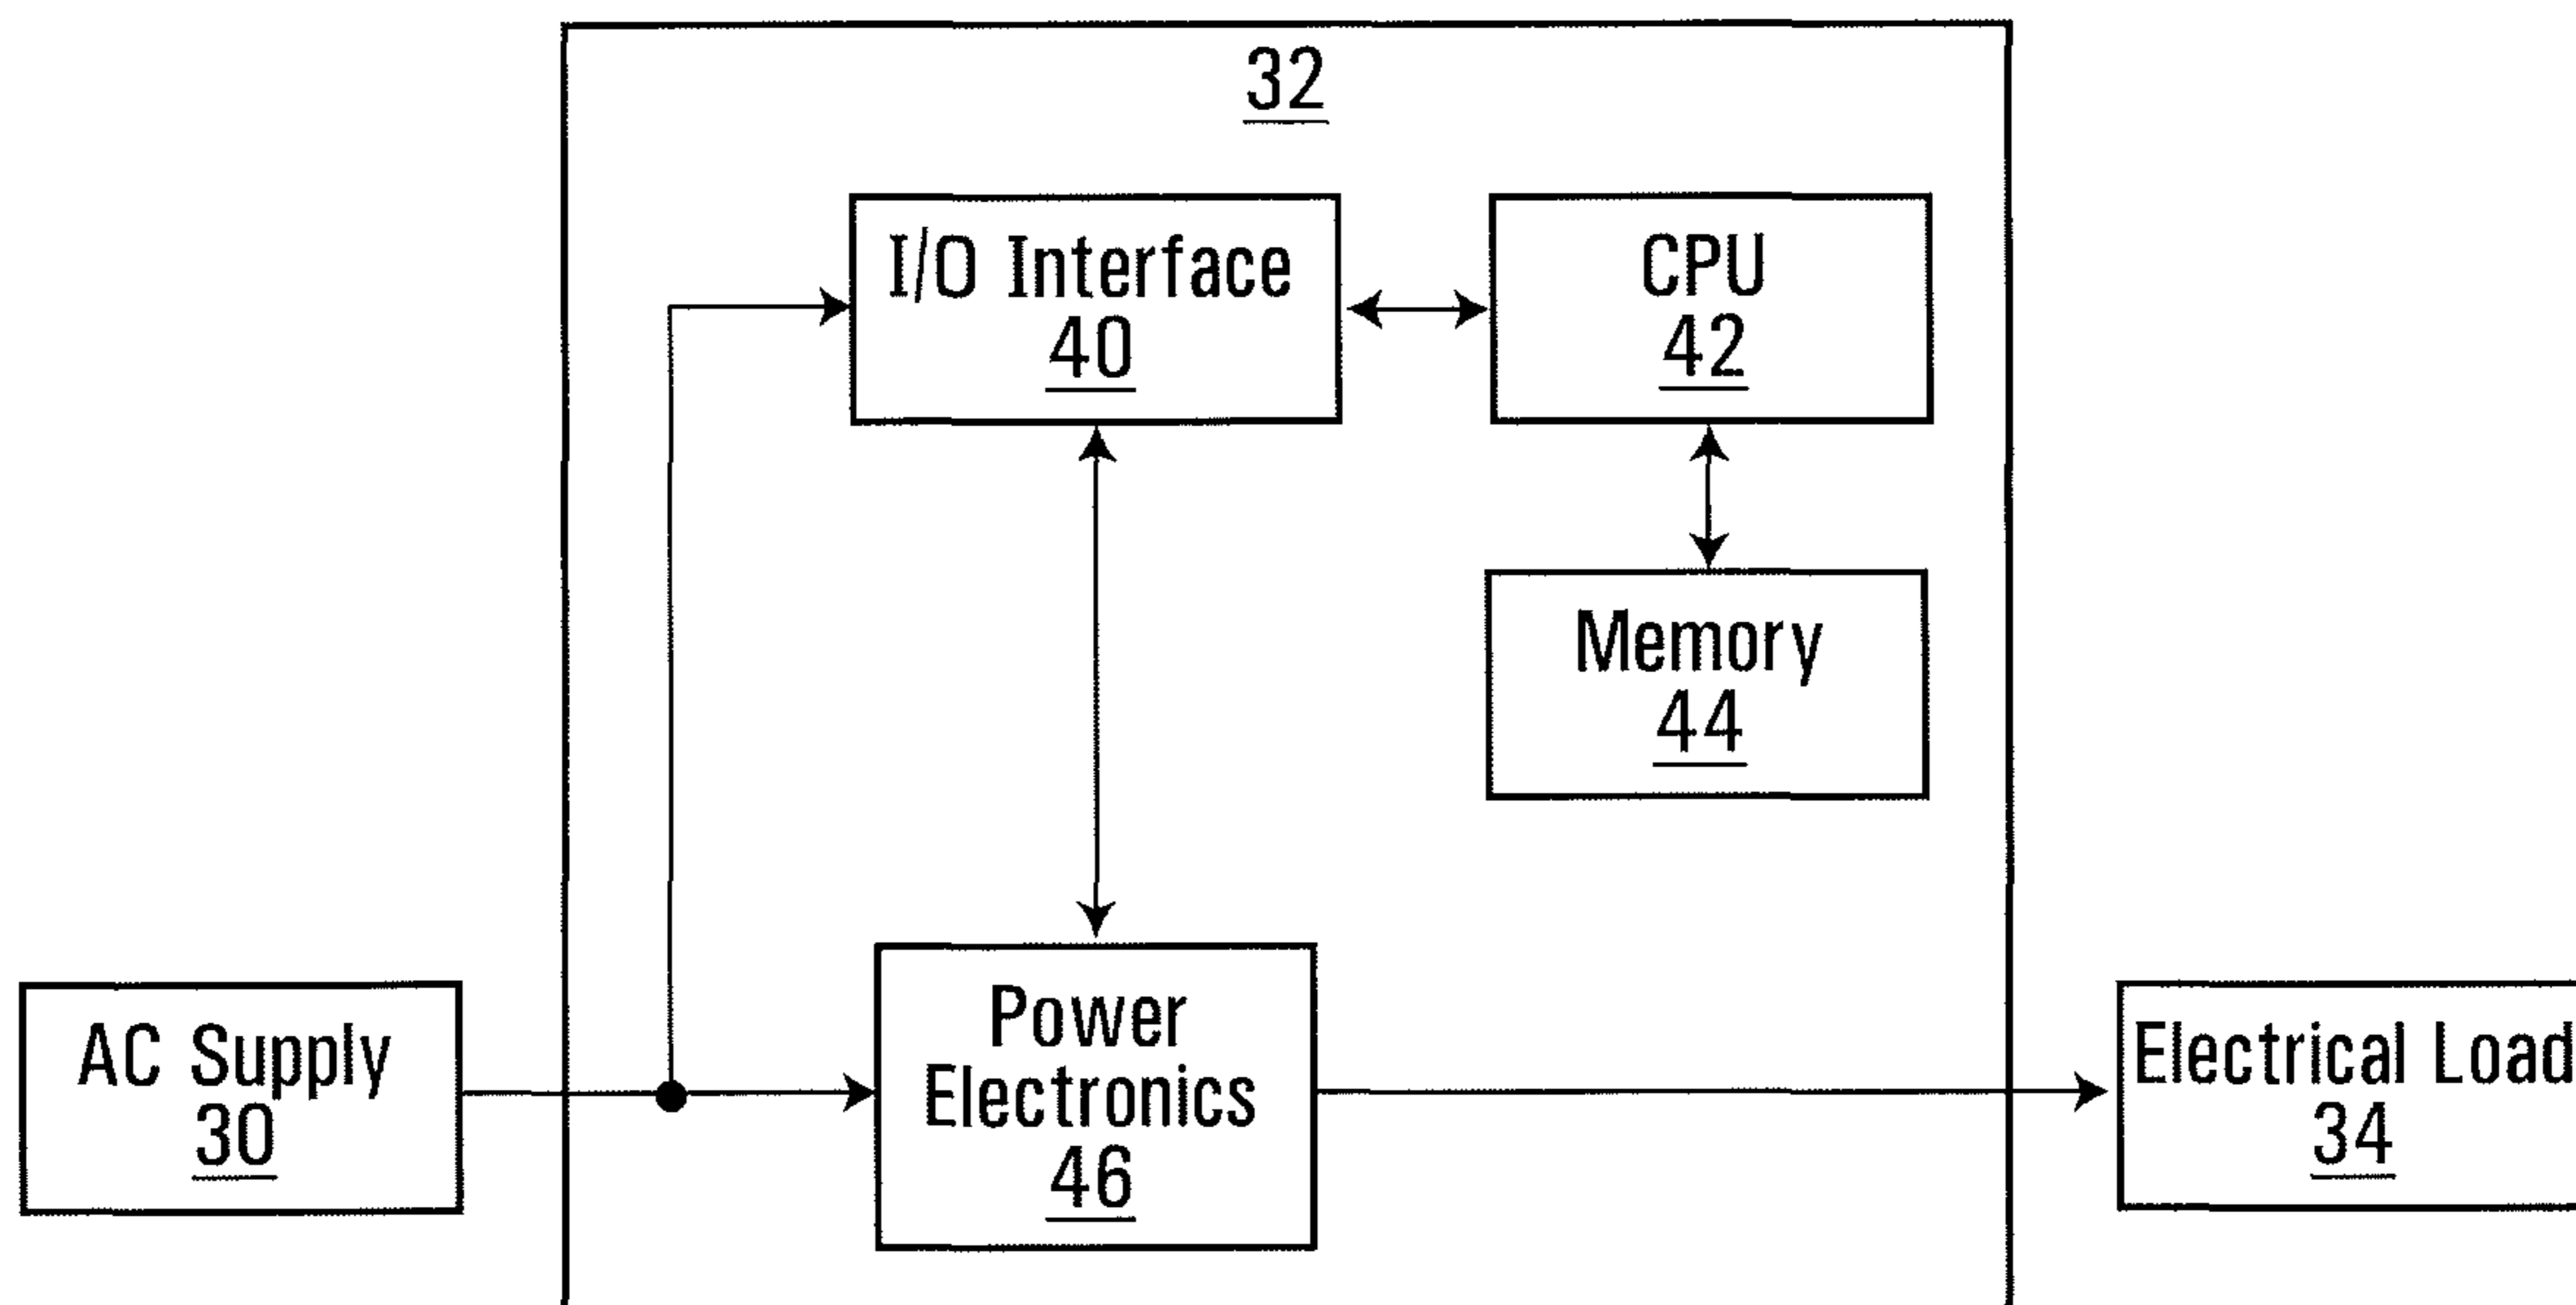 32
I/O Interface
40
CPU
42
Memory
44
AC Supply
30
Power
Electronics
46
Electrical Load
34